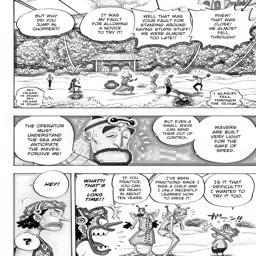 PHEW!
THAT WAS
CLOSE!
WE ALMOST
FELL
THROUGH!
WELL THAT WAS
YOUR FAULT FOR
STANDING AROUND
SAYING STUPID STUFF!
WE WERE ALMOST
TOO LATE!!
IT WAS
MY FAULT
FOR ALLOWING
A NOVICE
TO TRY IT!
BUT WHY
DID YOU
JUMP IN,
CHOPPER?
I ALMOST
FELL
THROUGH
THE CLOUD...
WAVERS
ARE BUILT
VERY LIGHT
FOR THE
SAKE OF
SPEED.
BUT EVEN A
SMALL WAVE
CAN SEND
THEM OUT OF
CONTROL.
THE OPERATOR
MUST
UNDERSTAND
THE SEA AND
ANTICIPATE
THE WAVES.
FORGIVE ME!
IS IT THAT
DIFFICULT?
I WANTED
TO TRY IT
TOO.
I'VE BEEN
PRACTICING SINCE I
WAS A CHILD AND I
ONLY RECENTLY
LEARNED HOW
TO DRIVE IT.
IF YOU
PRACTICE,
YOU CAN
BE READY
IN ABOUT
TEN YEARS.
WHAT?!
THAT'S
A
LONG
TIME!!
HEY!
?